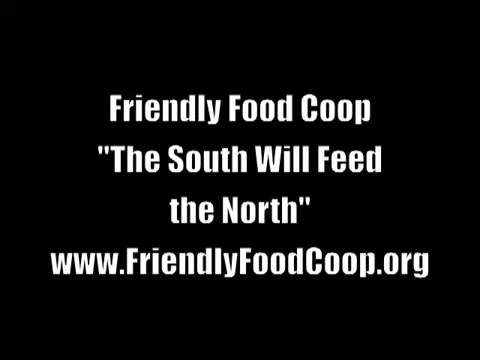 Friendly Food Coop
"The South Will Feed
the North"
www.FriendlyFoodCoop.org